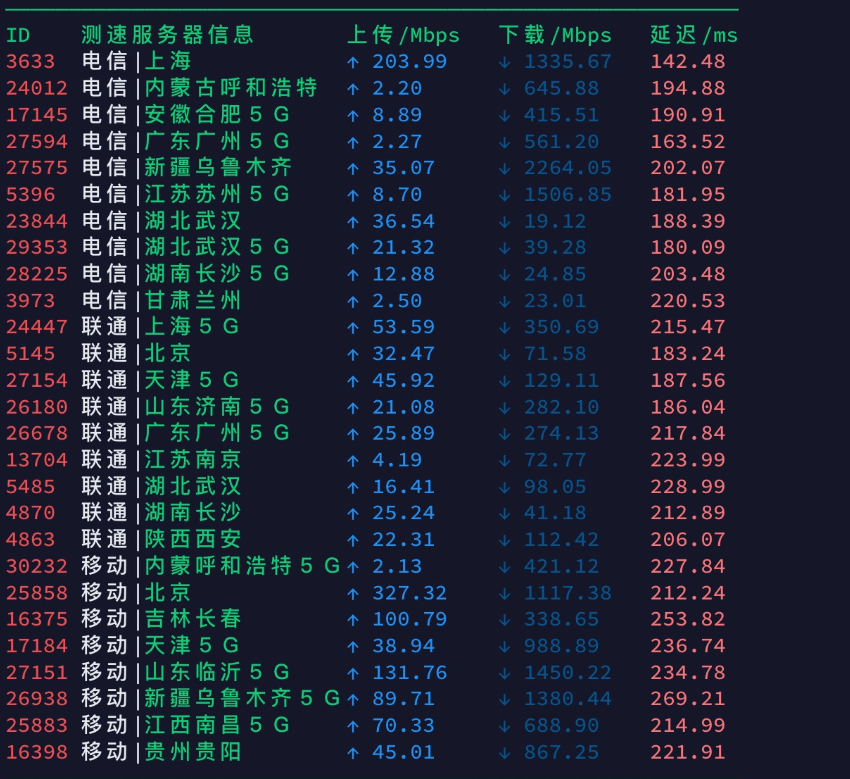 ID 测速服务器信息 上传/Mbps 下载/Mbps 延迟/ms
3633 电信|上海 ↑ 203.99 ↓ 1335.67 142.48
24012 电信|内蒙古呼和浩特 ↑ 2.20 ↓ 645.88 194.88
17145 电信|安徽合肥5G ↑ 8.89 ↓ 415.51 190.91
27594 电信|广东广州5G ↑ 2.27 ↓ 561.20 163.52
27575 电信|新疆乌鲁木齐 ↑ 35.07 ↓ 2264.05 202.07
5396 电信|江苏苏州5G ↑ 8.70 ↓ 1506.85 181.95
23844 电信|湖北武汉 ↑ 36.54 ↓ 19.12 188.39
29353 电信|湖北武汉5G ↑ 21.32 ↓ 39.28 180.09
28225 电信|湖南长沙5G ↑ 12.88 ↓ 24.85 203.48
3973 电信|甘肃兰州 ↑ 2.50 ↓ 23.01 220.53
24447 联通|上海5G ↑ 53.59 ↓ 350.69 215.47
5145 联通|北京 ↑ 32.47 ↓ 71.58 183.24
27154 联通|天津5G ↑ 45.92 ↓ 129.11 187.56
26180 联通|山东济南5G ↑ 21.08 ↓ 282.10 186.04
26678 联通|广东广州5G ↑ 25.89 ↓ 274.13 217.84
13704 联通|江苏南京 ↑ 4.19 ↓ 72.77 223.99
5485 联通|湖北武汉 ↑ 16.41 ↓ 98.05 228.99
4870 联通|湖南长沙 ↑ 25.24 ↓ 41.18 212.89
4863 联通|陕西西安 ↑ 22.31 ↓ 112.42 206.07
30232 移动|内蒙呼和浩特5G ↑ 2.13 ↓ 421.12 227.84
25858 移动|北京 ↑ 327.32 ↓ 1117.38 212.24
16375 移动|吉林长春 ↑ 100.79 ↓ 338.65 253.82
17184 移动|天津5G ↑ 38.94 ↓ 988.89 236.74
27151 移动|山东临沂5G ↑ 131.76 ↓ 1450.22 234.78
26938 移动|新疆乌鲁木齐5G ↑ 89.71 ↓ 1380.44 269.21
25883 移动|江西南昌5G ↑ 70.33 ↓ 688.90 214.99
16398 移动|贵州贵阳 ↑ 45.01 ↓ 867.25 221.91